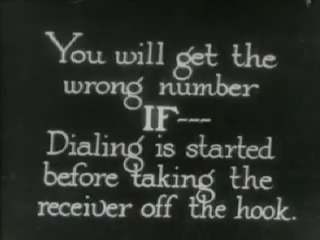 You will get the
wrong number
IF---
Dialing is started
before taking the
receiver off the hook.